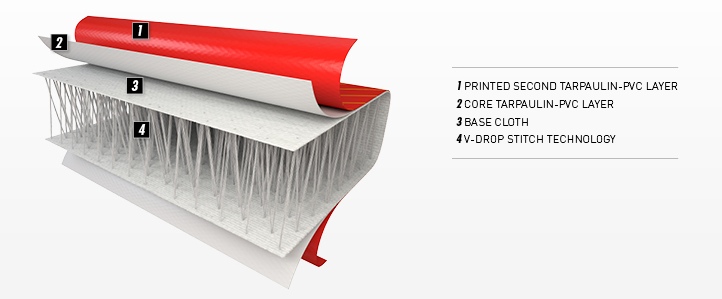 1
2
3
4
1 PRINTED SECOND TARPAULIN-PVC LAYER
2 CORE TARPAULIN-PVC LAYER
3 BASE CLOTH
4 V-DROP STITCH TECHNOLOGY